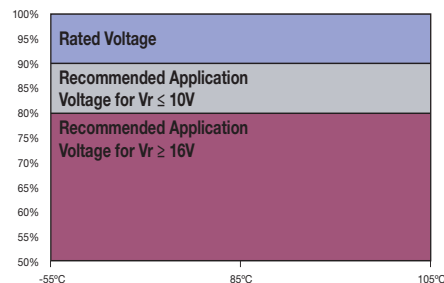 100%
95%
90%
85%
80%
75%
70%
65%
60%
55%
50%
Rated Voltage
Recommended Application
Voltage for Vr ≤ 10V
Recommended Application
Voltage for Vr ≥ 16V
-55ºC
85ºC
105ºC